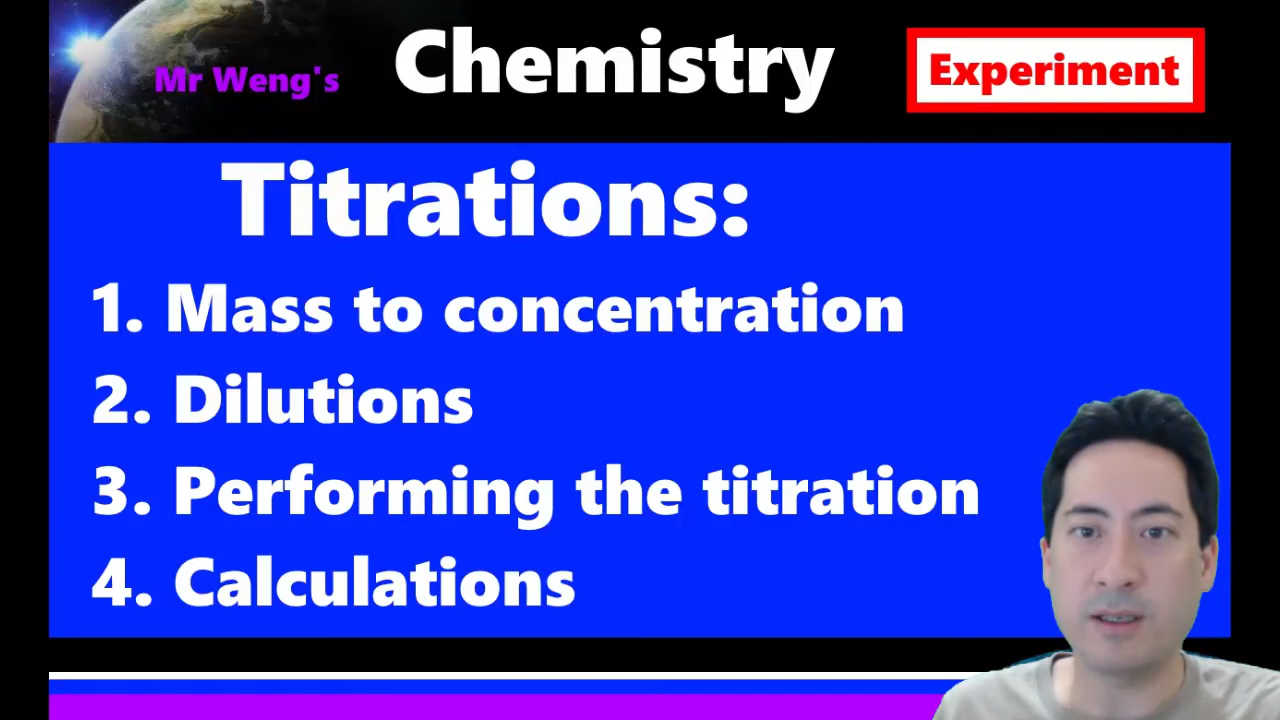 Mr Weng's
Chemistry
Experiment
Titrations:
1. Mass to concentration
2. Dilutions
3. Performing the titration
4. Calculations